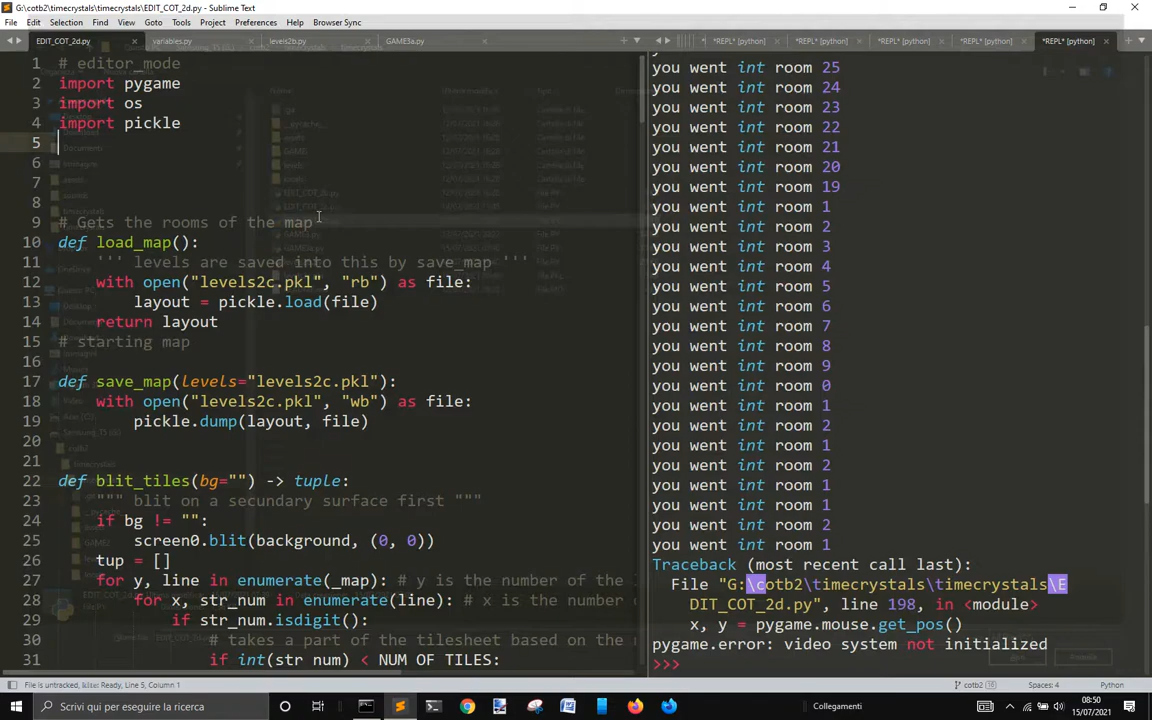 G:\cotb2\timecrystals\timecrystals\EDIT_COT_2d.py - Sublime Text
File Edit Selection Find View Goto Tools Project Preferences Help Browser Sync
EDIT_COT_2d.py variables.py levels2b.py GAME3a.py
*REPL* [python] *REPL* [python] *REPL* [python] *REPL* [python] *REPL* [python]
1 # editor_mode
2 import pygame
3 import os
4 import pickle
5
6
7
8
9 # Gets the rooms of the map
10 def load_map():
11 ''' levels are saved into this by save_map '''
12 with open("levels2c.pkl", "rb") as file:
13 layout = pickle.load(file)
14 return layout
15 # starting map
16
17 def save_map(levels="levels2c.pkl"):
18 with open("levels2c.pkl", "wb") as file:
19 pickle.dump(layout, file)
20
21
22 def blit_tiles(bg="") -> tuple:
23 """ blit on a secundary surface first """
24 if bg != "":
25 screen0.blit(background, (0, 0))
26 tup = []
27 for y, line in enumerate(_map): # y is the number of the
28 for x, str_num in enumerate(line): # x is the number o
29 if str_num.isdigit():
30 # takes a part of the tilesheet based on the
31 if int(str_num) < NUM_OF_TILES:
you went int room 25
you went int room 24
you went int room 23
you went int room 22
you went int room 21
you went int room 20
you went int room 19
you went int room 1
you went int room 2
you went int room 3
you went int room 4
you went int room 5
you went int room 6
you went int room 7
you went int room 8
you went int room 9
you went int room 0
you went int room 1
you went int room 2
you went int room 1
you went int room 2
you went int room 1
you went int room 1
you went int room 2
you went int room 1
Traceback (most recent call last):
File "G:\cotb2\timecrystals\timecrystals\E
DIT_COT_2d.py", line 198, in <module>
x, y = pygame.mouse.get_pos()
pygame.error: video system not initialized
>>>
File is untracked, Ready, Line 5, Column 1
cotb2 16 Spaces: 4 Python
Scrivi qui per eseguire la ricerca
Collegamenti
08:50
15/07/2021